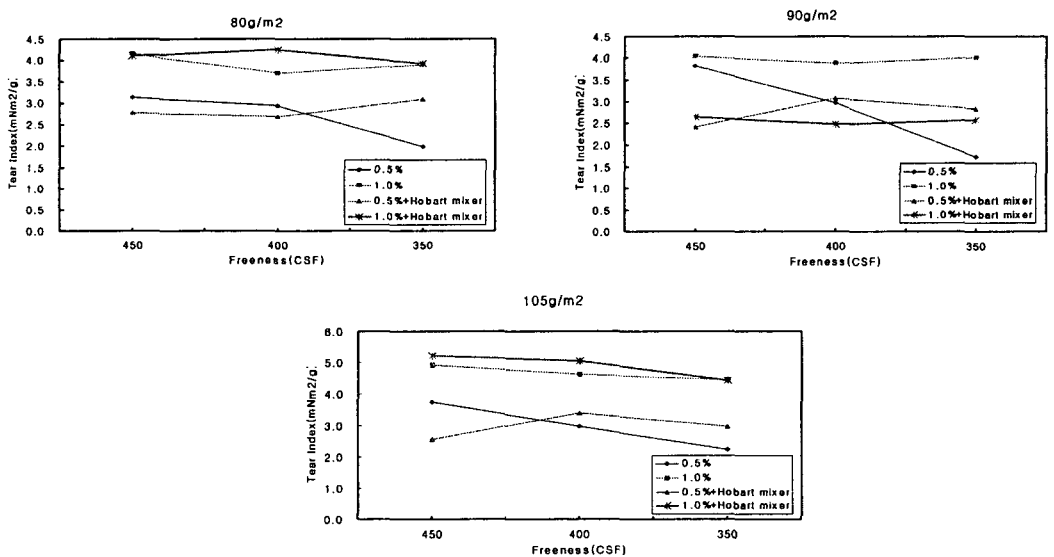 80g/m2
4.5
4.0
3.5
3.0
2.5
2.0
1.5
1.0
0.5
0.0
Tear Index(mNm2/g)
0.5%
1.0%
0.5%+Hobart mixer
1.0%+Hobart mixer
450
400
350
Freeness(CSF)
90g/m2
4.5
4.0
3.5
3.0
2.5
2.0
1.5
1.0
0.5
0.0
Tear Index(mNm2/g)
0.5%
1.0%
0.5%+Hobart mixer
1.0%+Hobart mixer
450
400
350
Freeness(CSF)
105g/m2
6.0
5.0
4.0
3.0
2.0
1.0
0.0
Tear Index(mNm2/g)
0.5%
1.0%
0.5%+Hobart mixer
1.0%+Hobart mixer
450
400
350
Freeness(CSF)